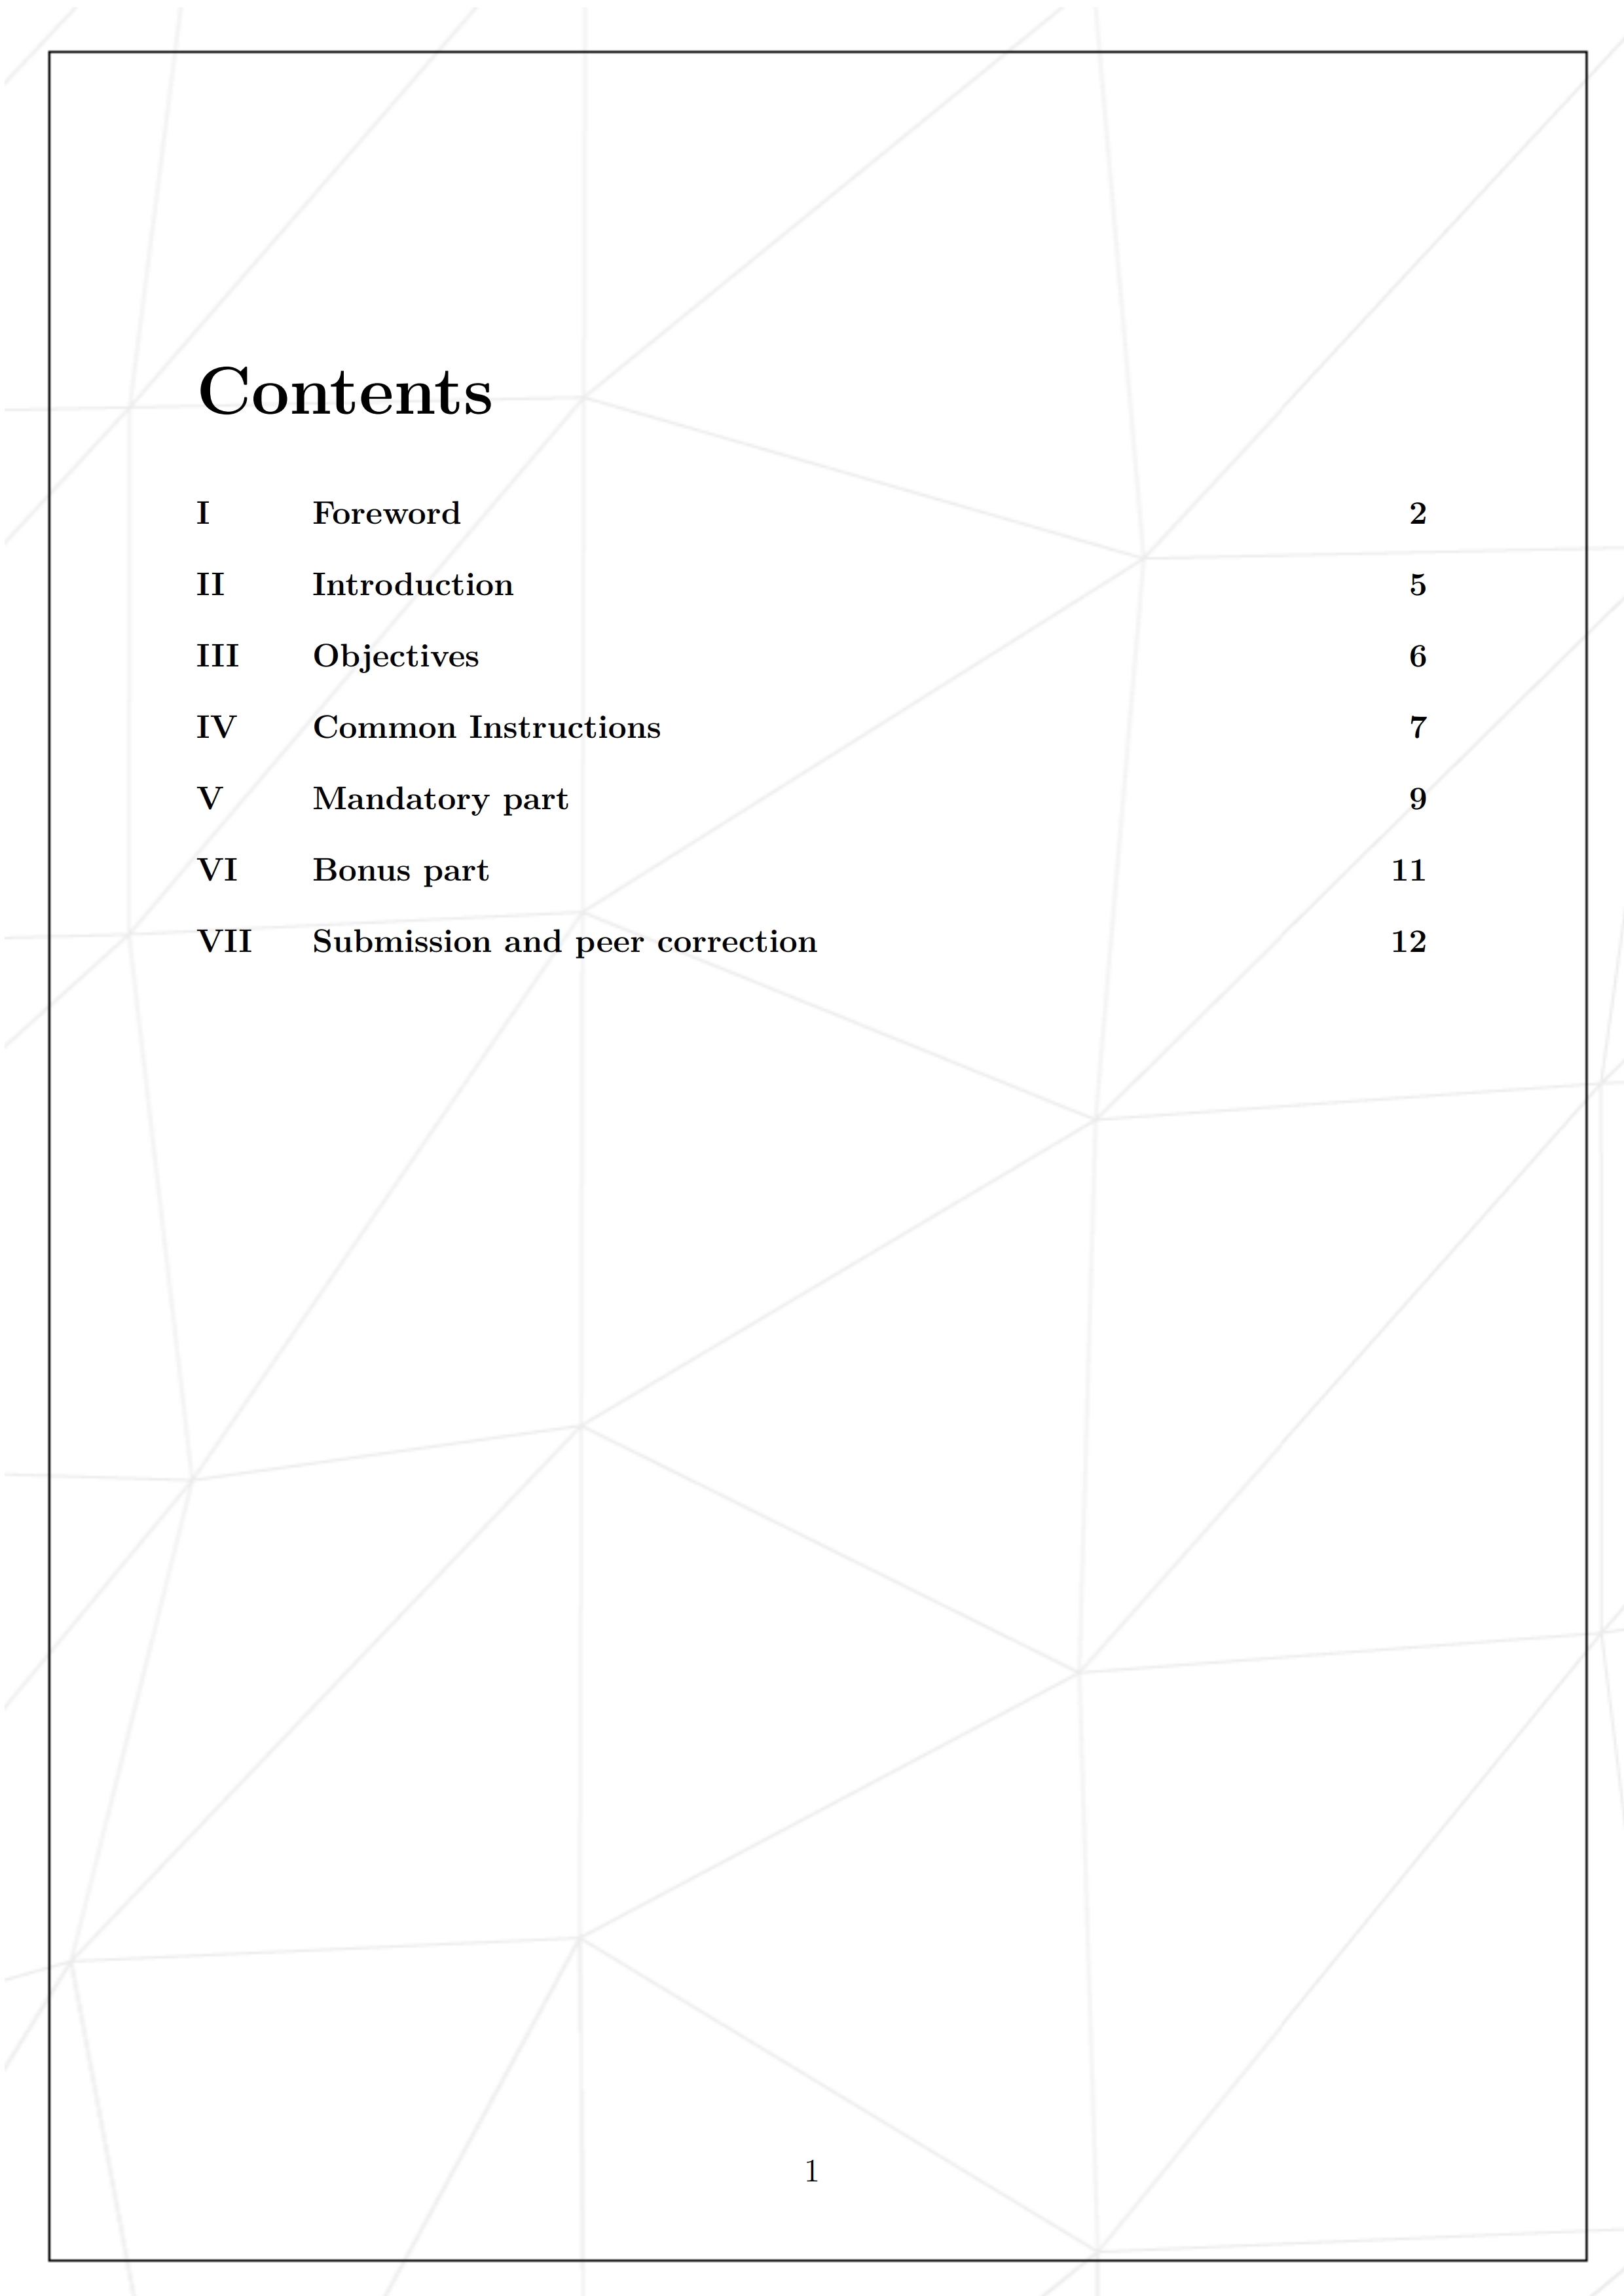 Contents
I Foreword 2
II Introduction 5
III Objectives 6
IV Common Instructions 7
V Mandatory part 9
VI Bonus part 11
VII Submission and peer correction 12
1